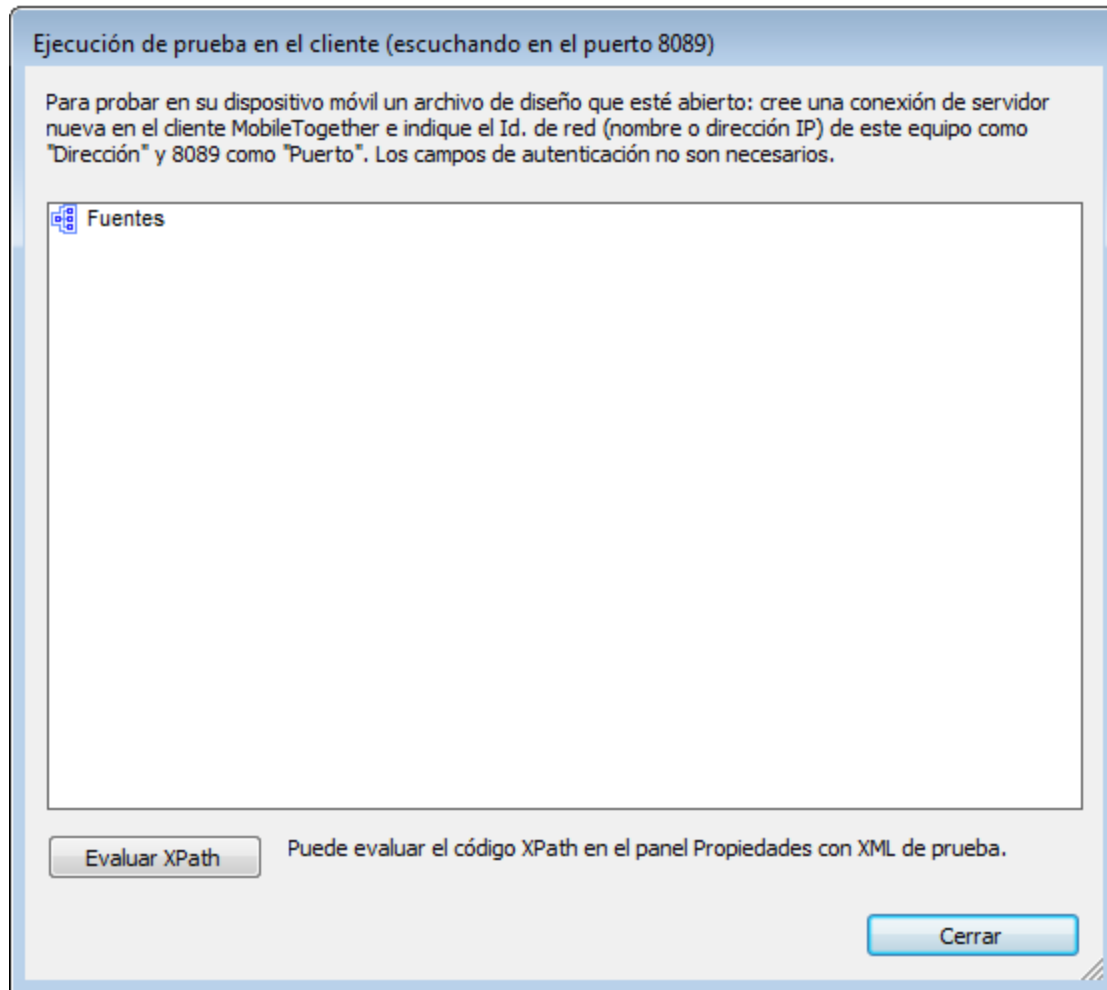 Ejecución de prueba en el cliente (escuchando en el puerto 8089)
Para probar en su dispositivo móvil un archivo de diseño que esté abierto: cree una conexión de servidor
nueva en el cliente MobileTogether e indique el Id. de red (nombre o dirección IP) de este equipo como
"Dirección" y 8089 como "Puerto". Los campos de autenticación no son necesarios.
Fuentes
Evaluar XPath
Puede evaluar el código XPath en el panel Propiedades con XML de prueba.
Cerrar